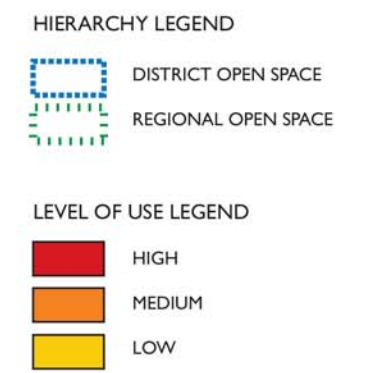 HIERARCHY LEGEND
DISTRICT OPEN SPACE
REGIONAL OPEN SPACE
LEVEL OF USE LEGEND
HIGH
MEDIUM
LOW